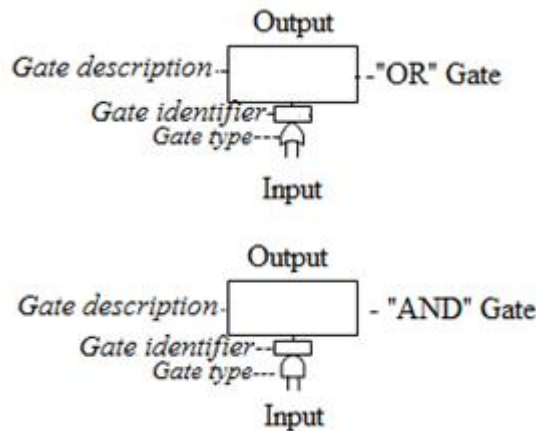 Output
Gate description "OR" Gate
Gate identifier
Gate type
Input
Output
Gate description - "AND" Gate
Gate identifier
Gate type
Input